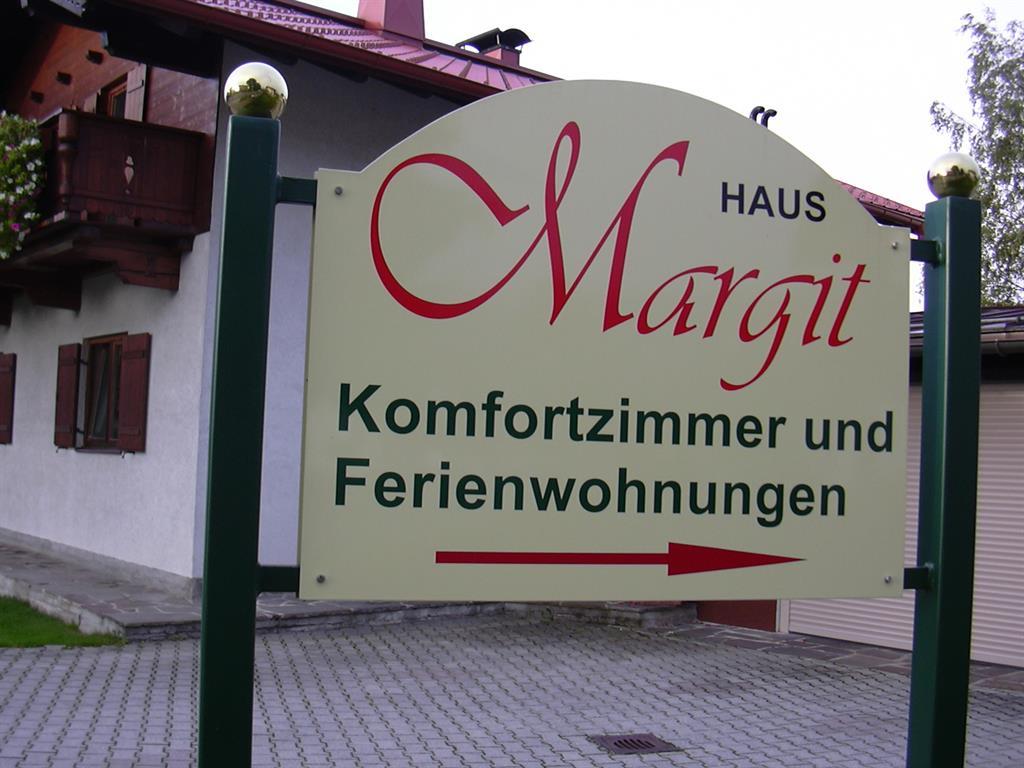 HAUS
Margit
Komfortzimmer und
Ferienwohnungen